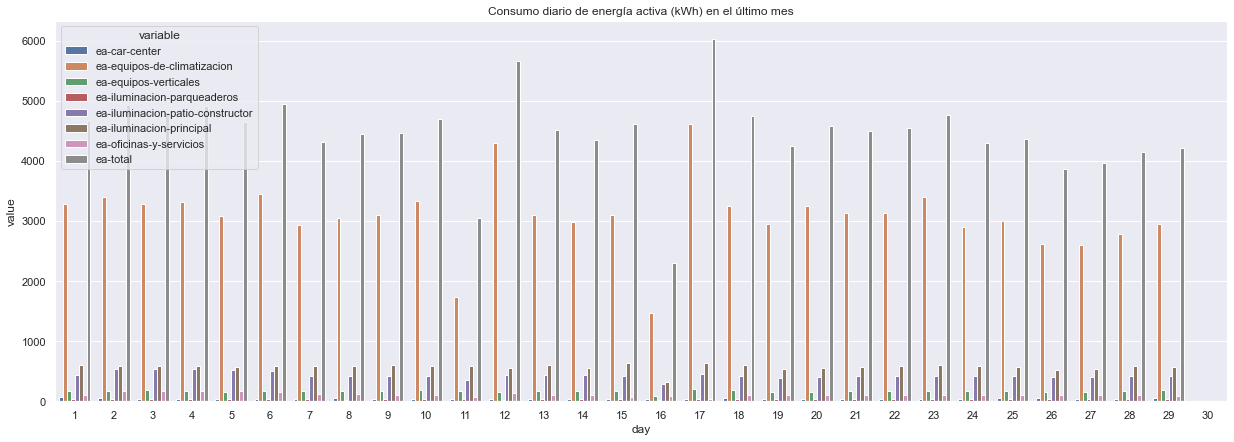 Consumo diario de energía activa (kWh) en el último mes
variable
ea-car-center
ea-equipos-de-climatizacion
ea-equipos-verticales
ea-iluminacion-parqueaderos
ea-iluminacion-patio-constructor
ea-iluminacion-principal
ea-oficinas-y-servicios
ea-total
value
6000
5000
4000
3000
2000
1000
0
1 2 3 4 5 6 7 8 9 10 11 12 13 14 15 16 17 18 19 20 21 22 23 24 25 26 27 28 29 30
day